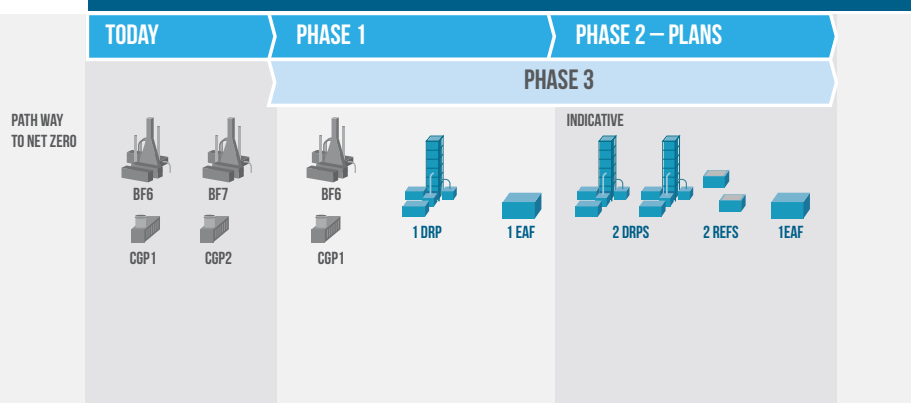 TODAY
PHASE 1
PHASE 2 – PLANS
PHASE 3
PATH WAY
TO NET ZERO
INDICATIVE
BF6
BF7
BF6
1 DRP
1 EAF
2 DRPS
2 REFS
1EAF
CGP1
CGP2
CGP1